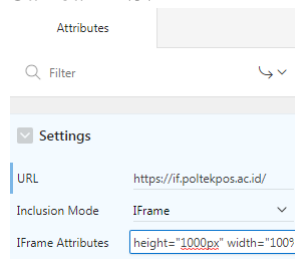 Attributes
Filter
Settings
URL https://if.poltekpos.ac.id/
Inclusion Mode IFrame
IFrame Attributes height="1000px" width="100%